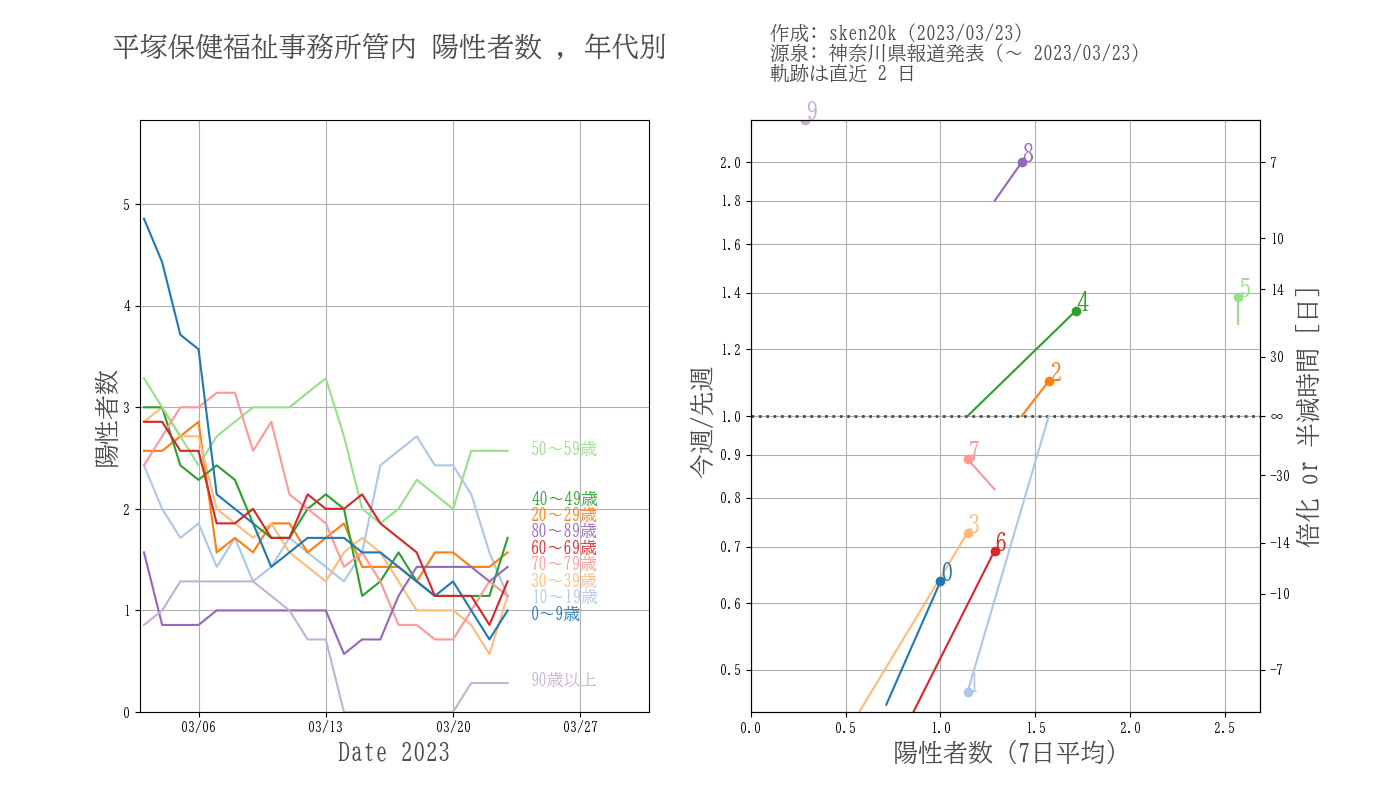 平塚保健福祉事務所管内 陽性者数 , 年代別
作成: sken20k (2023/03/23)
源泉: 神奈川県報道発表 (〜 2023/03/23)
軌跡は直近 2 日
陽性者数
5
4
3
2
1
0
03/06
03/13
03/20
03/27
Date 2023
50〜59歳
40〜49歳
20〜29歳
80〜89歳
60〜69歳
70〜79歳
30〜39歳
10〜19歳
0〜9歳
90歳以上
今週/先週
2.0
1.8
1.6
1.4
1.2
1.0
0.9
0.8
0.7
0.6
0.5
9
8
5
4
2
7
3
6
0
1
0.0
0.5
1.0
1.5
2.0
2.5
陽性者数 (7日平均)
7
10
14
30
∞
−30
−14
−10
−7
倍化 or 半減時間 [日]